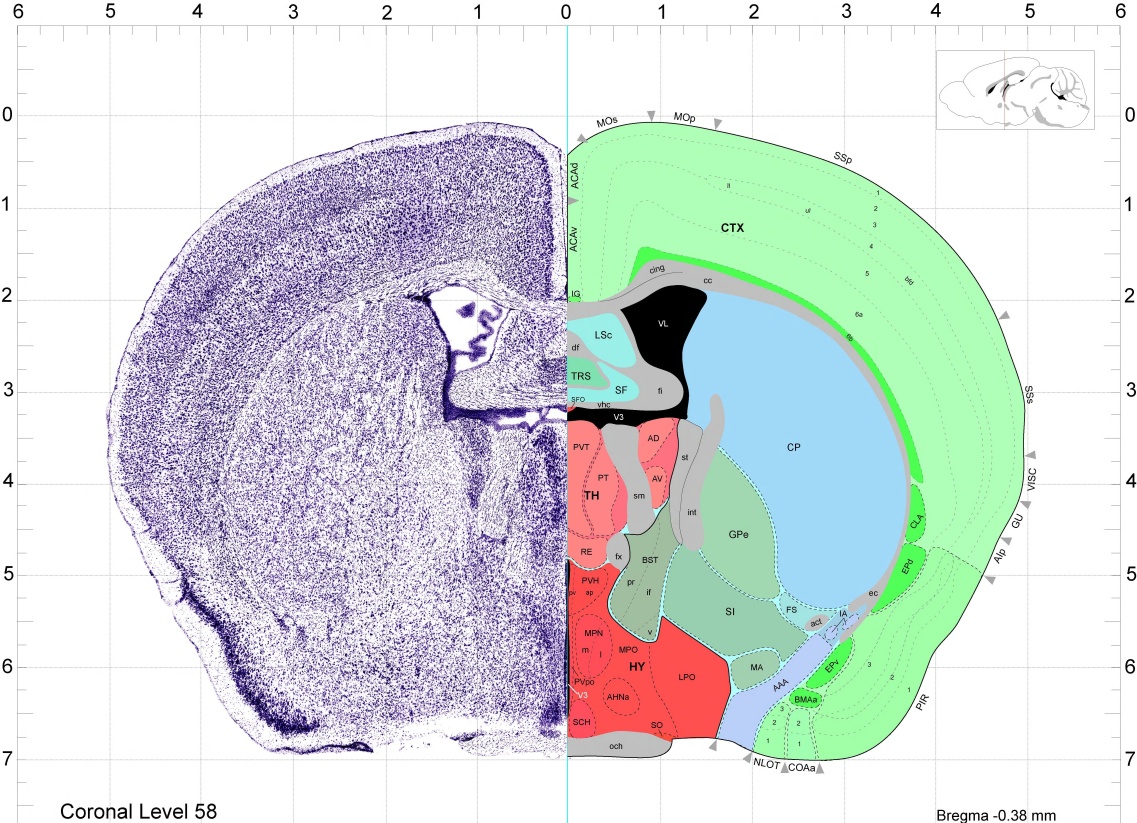 6 5 4 3 2 1 0 1 2 3 4 5 6
0 0
1 1
2 2
3 3
4 4
5 5
6 6
7 7
MOs
MOp
SSp
ACAd
ACAv
CTX
ll
ul
bfd
1
2
3
4
5
6a
6b
SSs
VISC
GU
AIp
PIR
IG
cing
cc
LSc
VL
df
TRS
SF
fi
SFO
vhc
V3
CP
PVT
AD
PT
AV
TH
sm
st
int
RE
fx
GPe
CLA
EPd
BST
pr
if
v
SI
FS
act
IA
ec
PVH
pv
ap
MPN
m
l
MPO
HY
LPO
MA
AAA
EPv
BMAa
PVpo
V3
AHNa
SCH
SO
och
3
2
1
3
2
1
2
1
NLOT
COAa
Coronal Level 58
Bregma -0.38 mm